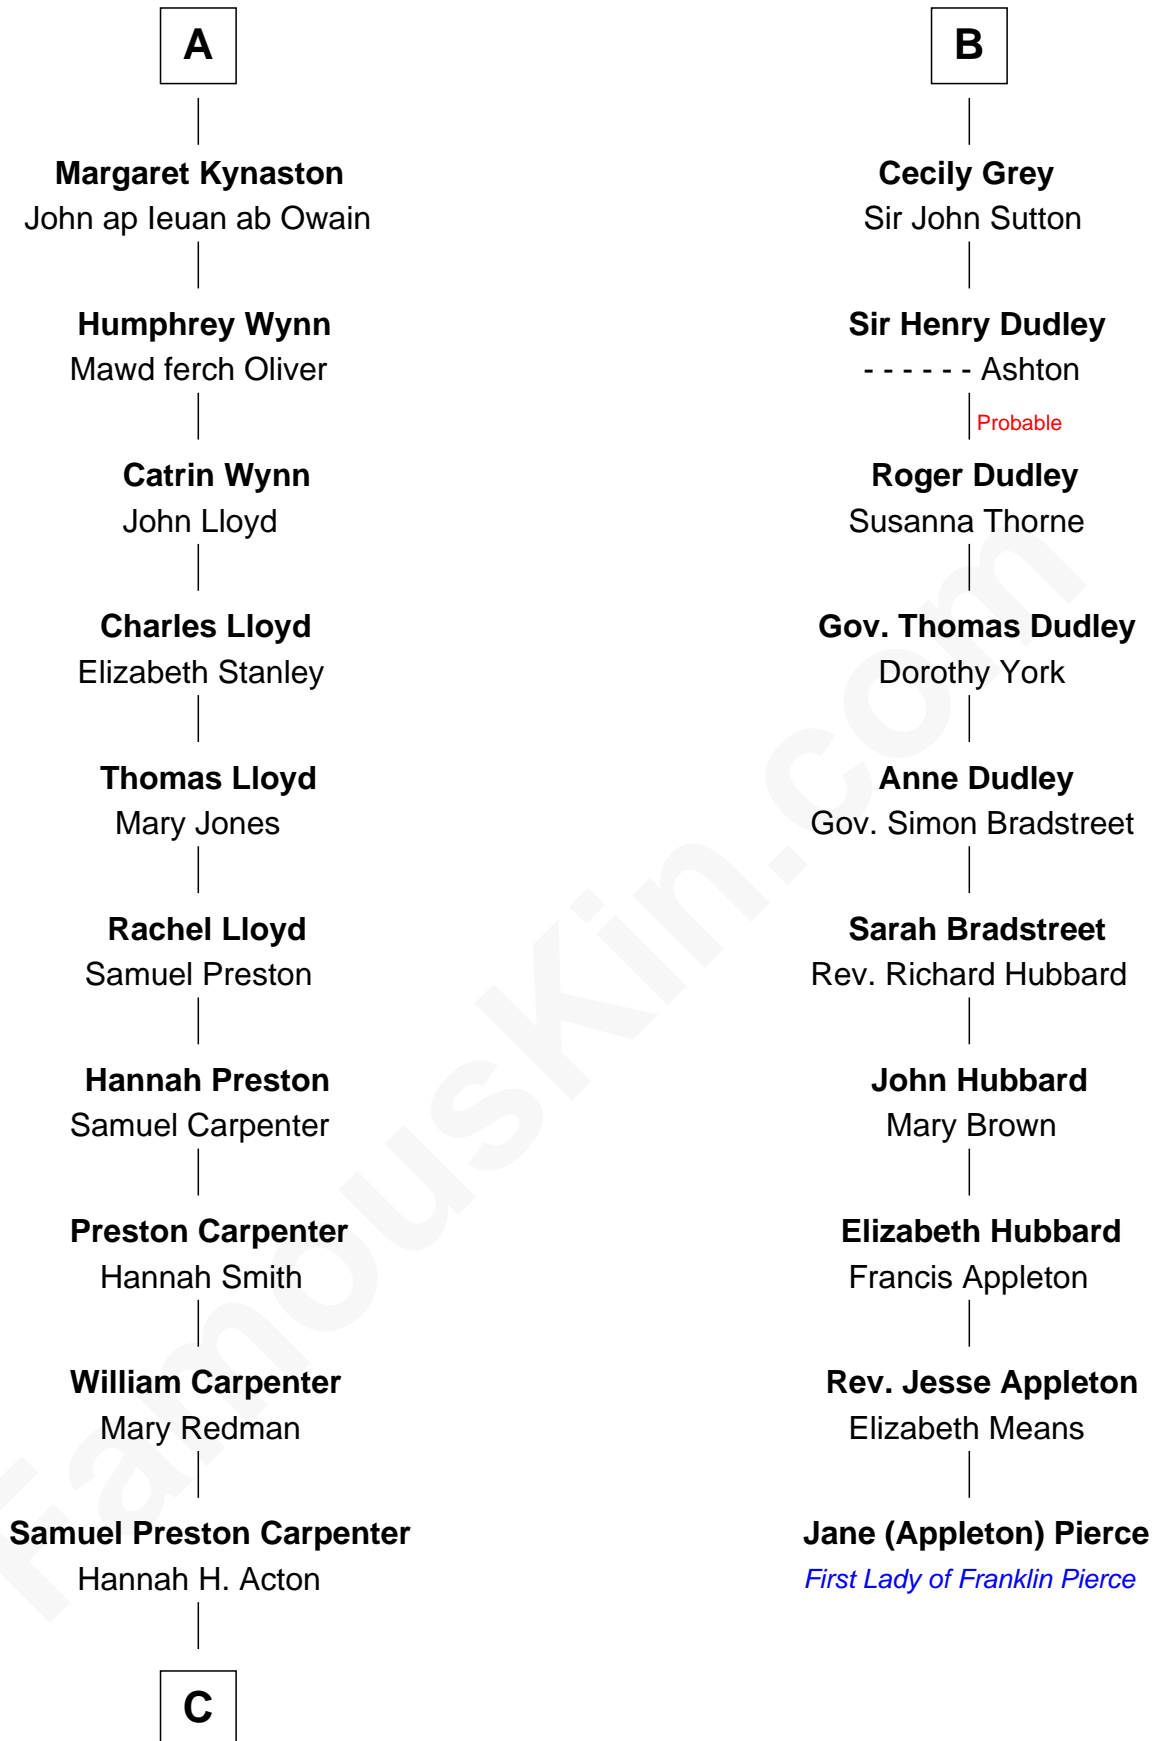 A
Margaret Kynaston
John ap Ieuan ab Owain
Humphrey Wynn
Mawd ferch Oliver
Catrin Wynn
John Lloyd
Charles Lloyd
Elizabeth Stanley
Thomas Lloyd
Mary Jones
Rachel Lloyd
Samuel Preston
Hannah Preston
Samuel Carpenter
Preston Carpenter
Hannah Smith
William Carpenter
Mary Redman
Samuel Preston Carpenter
Hannah H. Acton
C
B
Cecily Grey
Sir John Sutton
Sir Henry Dudley
- - - - - - Ashton
Probable
Roger Dudley
Susanna Thorne
Gov. Thomas Dudley
Dorothy York
Anne Dudley
Gov. Simon Bradstreet
Sarah Bradstreet
Rev. Richard Hubbard
John Hubbard
Mary Brown
Elizabeth Hubbard
Francis Appleton
Rev. Jesse Appleton
Elizabeth Means
Jane (Appleton) Pierce
First Lady of Franklin Pierce
FamousKin.com